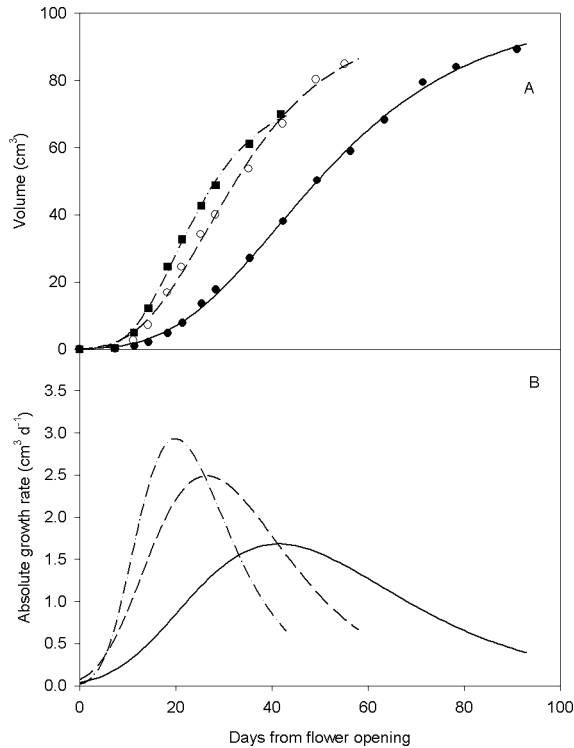 100
80
60
40
20
0
Volume (cm³)
A
3.5
3.0
2.5
2.0
1.5
1.0
0.5
0.0
Absolute growth rate (cm³ d⁻¹)
B
0 20 40 60 80 100
Days from flower opening